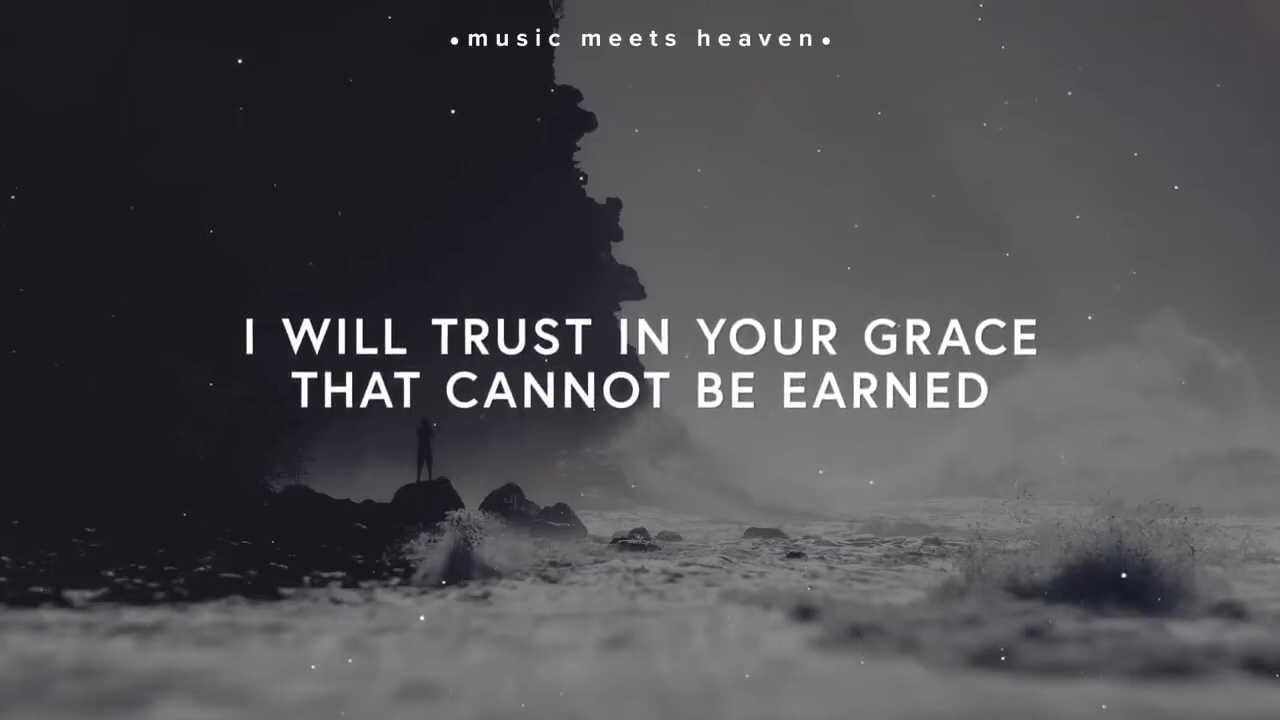 •music meets heaven•
I WILL TRUST IN YOUR GRACE
THAT CANNOT BE EARNED